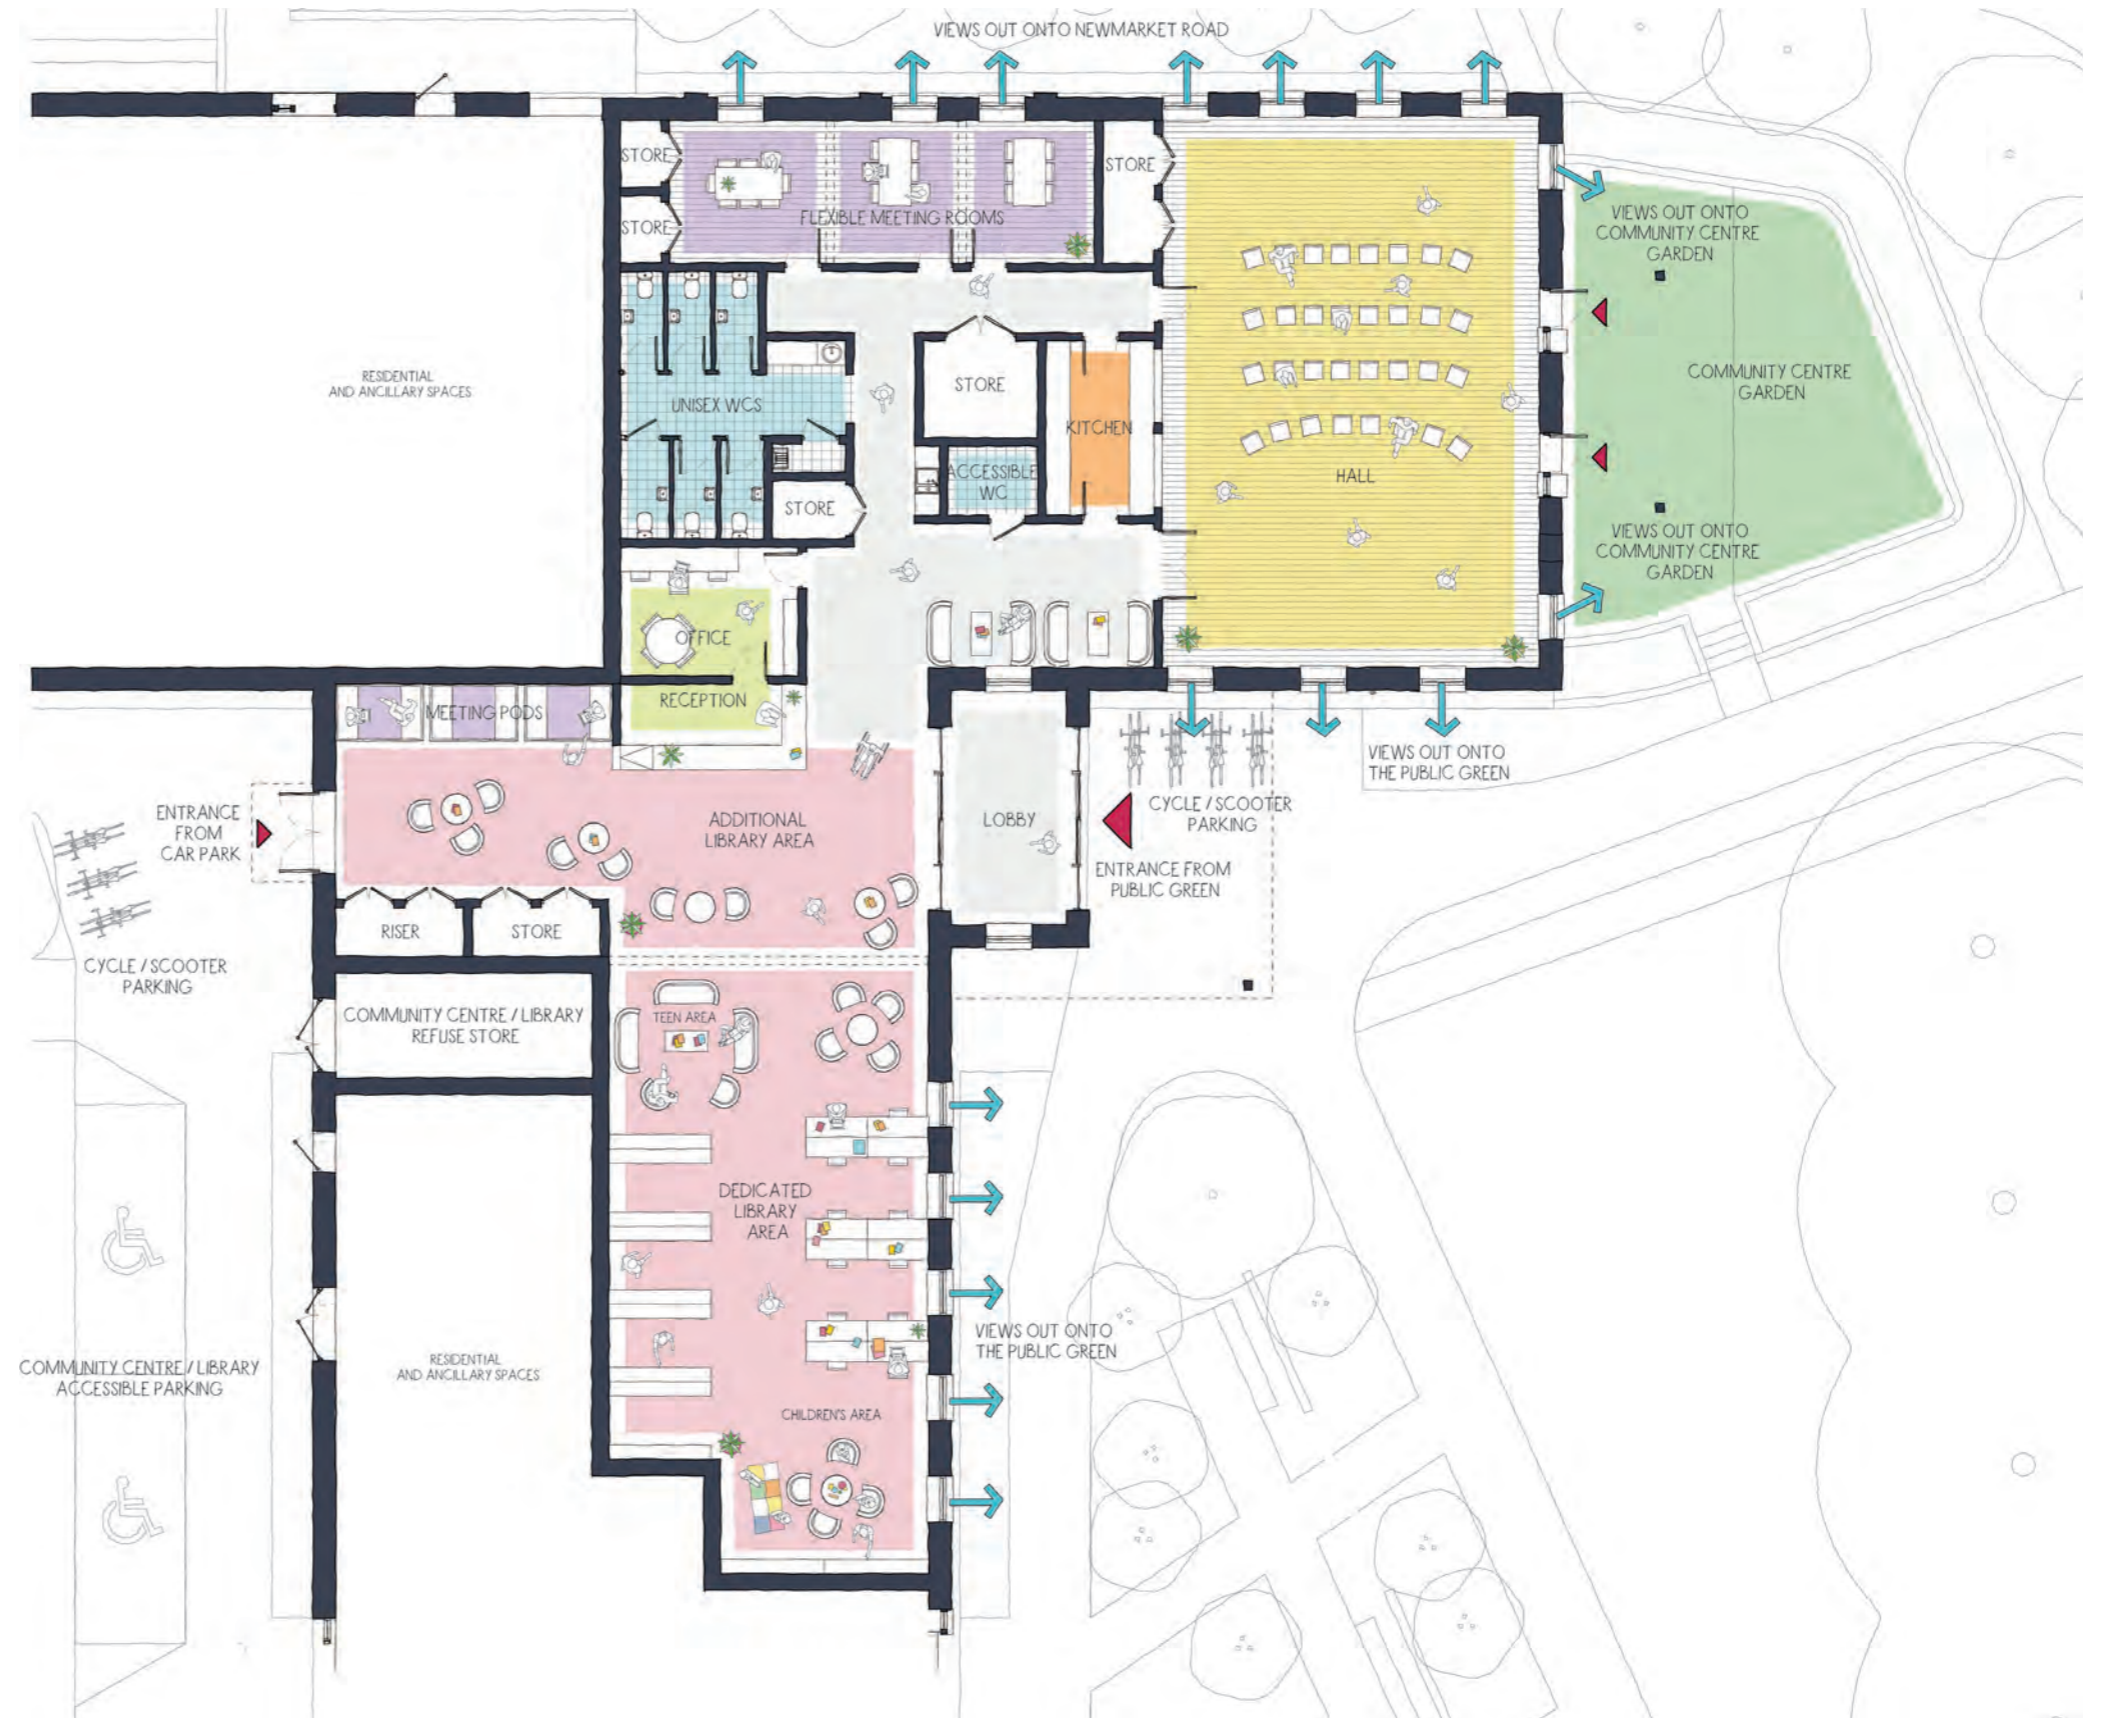 VIEWS OUT ONTO NEWMARKET ROAD
STORE
STORE
FLEXIBLE MEETING ROOMS
STORE
VIEWS OUT ONTO
COMMUNITY CENTRE
GARDEN
RESIDENTIAL
AND ANCILLARY SPACES
UNISEX WCS
STORE
KITCHEN
COMMUNITY CENTRE
GARDEN
ACCESSIBLE
WC
HALL
STORE
VIEWS OUT ONTO
COMMUNITY CENTRE
GARDEN
OFFICE
RECEPTION
MEETING PODS
VIEWS OUT ONTO
THE PUBLIC GREEN
ENTRANCE
FROM
CAR PARK
ADDITIONAL
LIBRARY AREA
LOBBY
CYCLE / SCOOTER
PARKING
ENTRANCE FROM
PUBLIC GREEN
RISER
STORE
CYCLE / SCOOTER
PARKING
COMMUNITY CENTRE / LIBRARY
REFUSE STORE
TEEN AREA
DEDICATED
LIBRARY
AREA
VIEWS OUT ONTO
THE PUBLIC GREEN
COMMUNITY CENTRE / LIBRARY
ACCESSIBLE PARKING
RESIDENTIAL
AND ANCILLARY SPACES
CHILDREN'S AREA